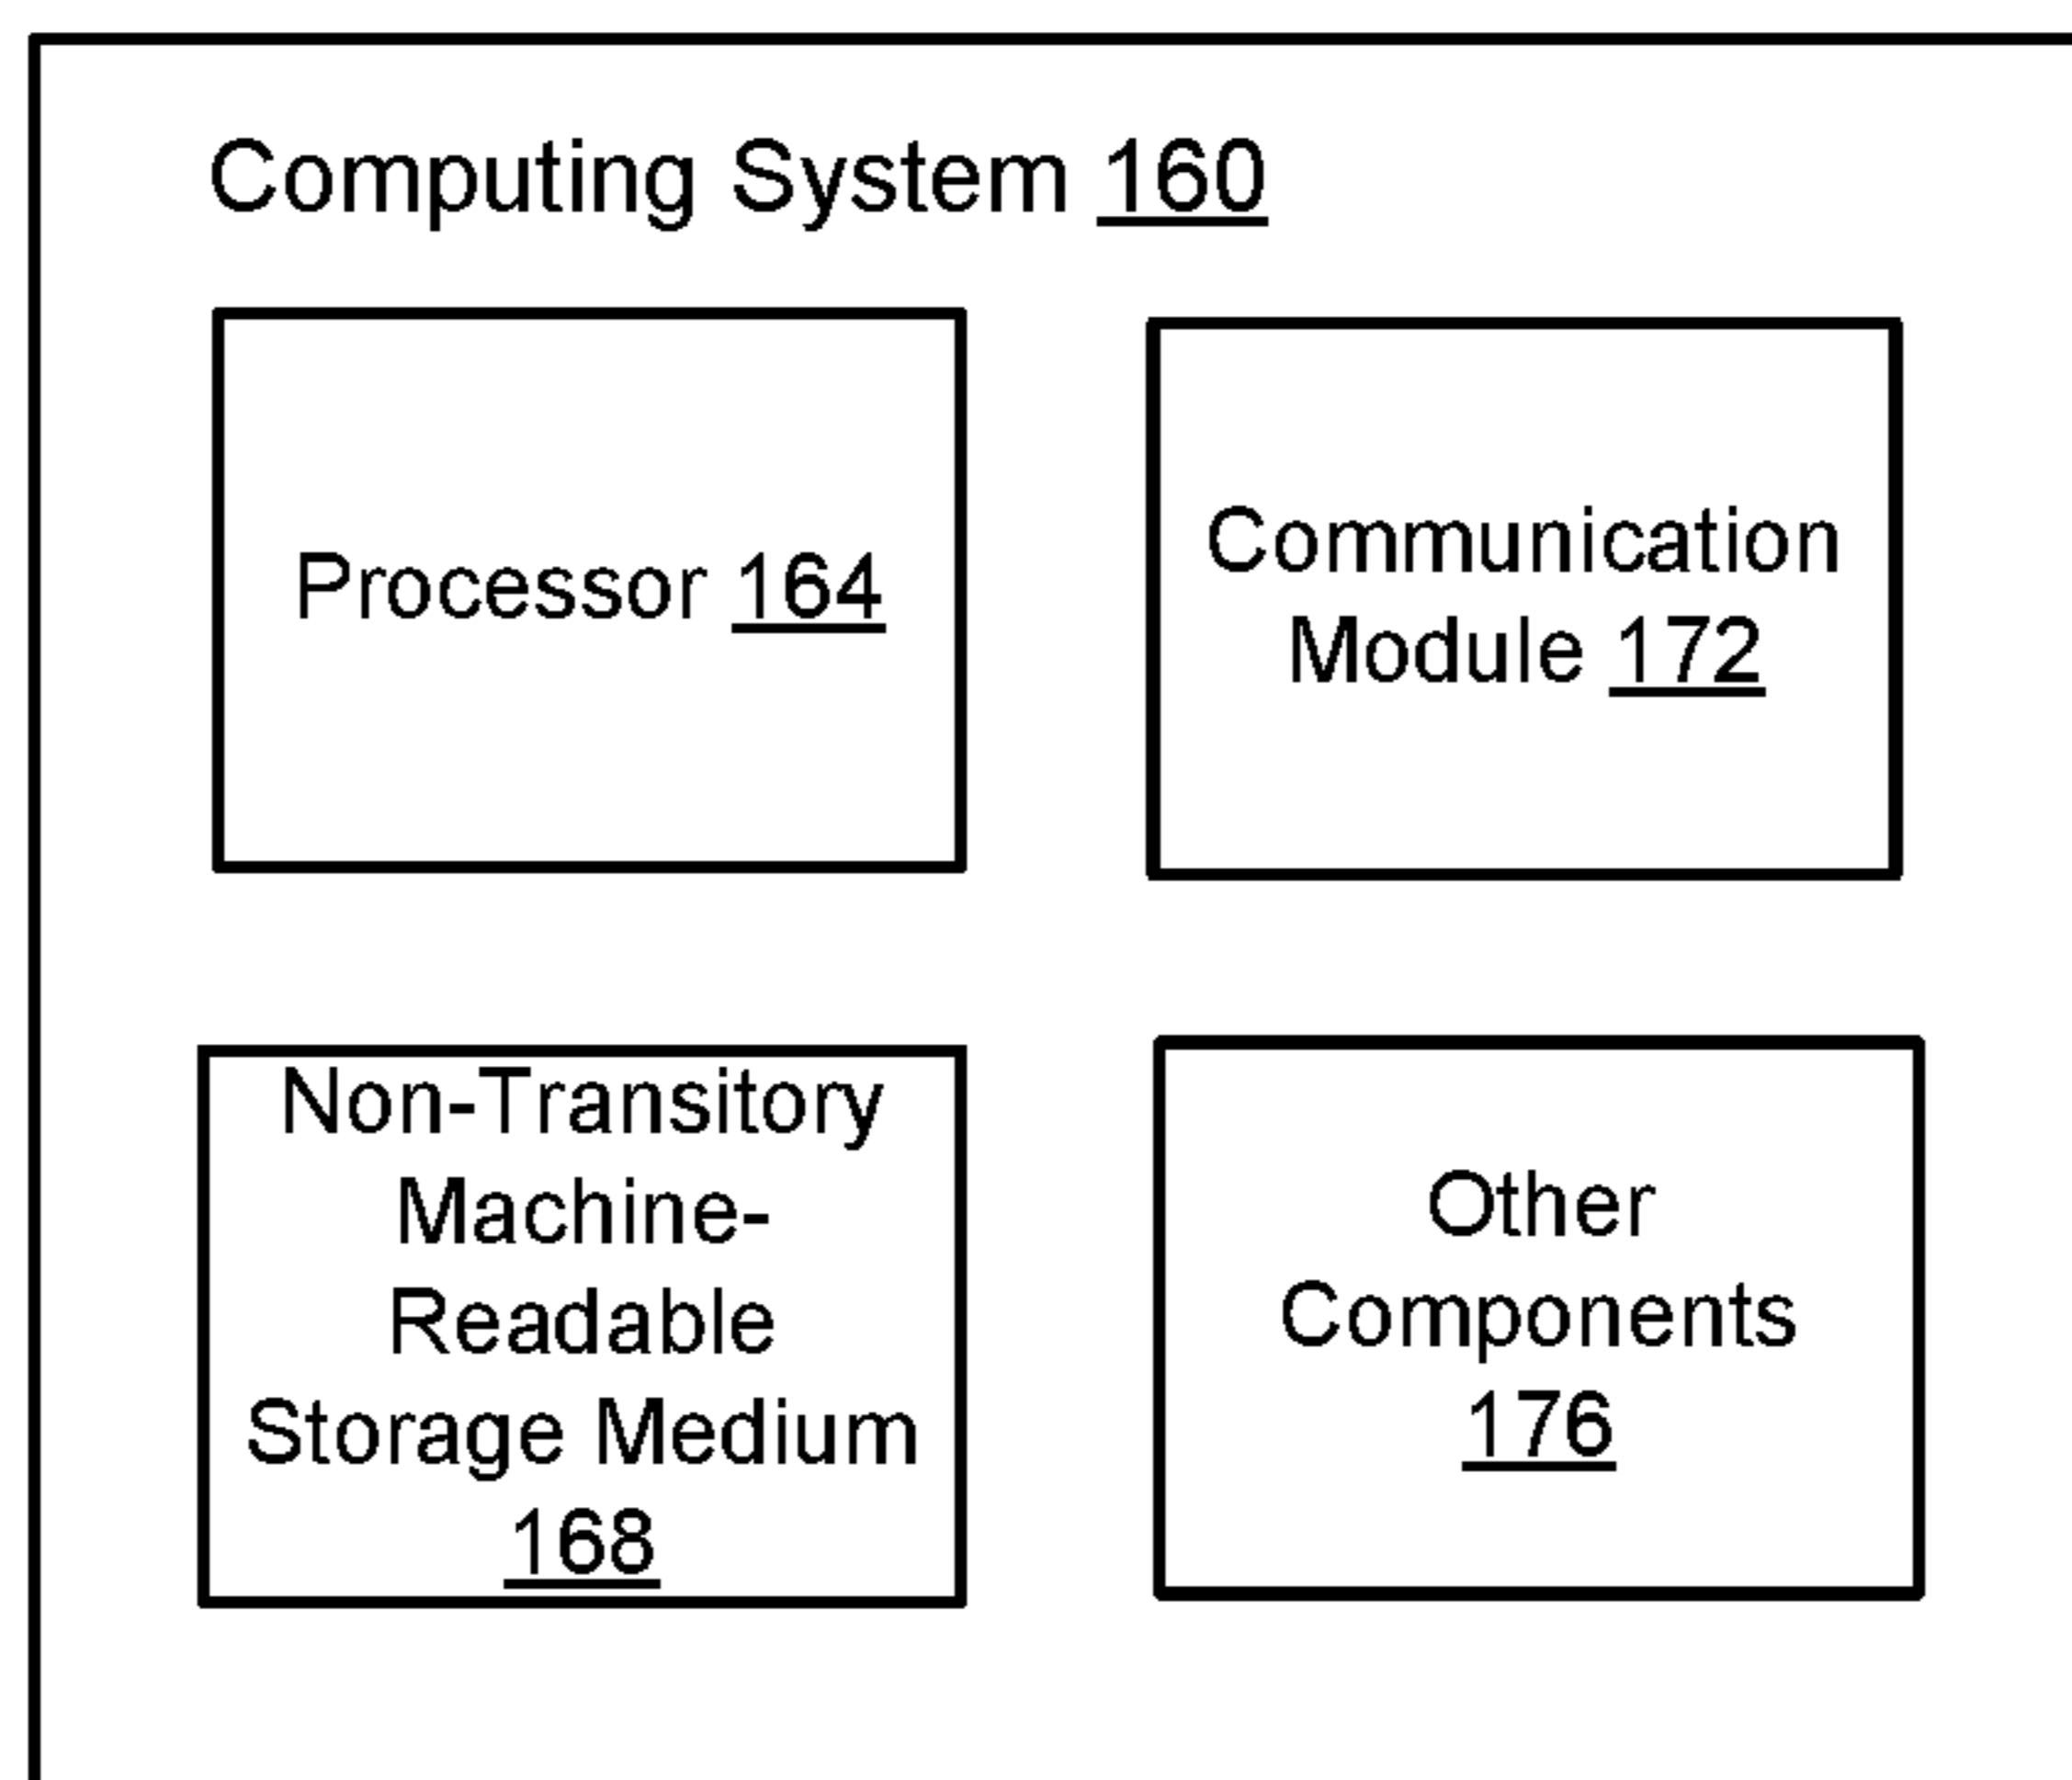 Computing System 160
Processor 164
Communication
Module 172
Non-Transitory
Machine-
Readable
Storage Medium
168
Other
Components
176